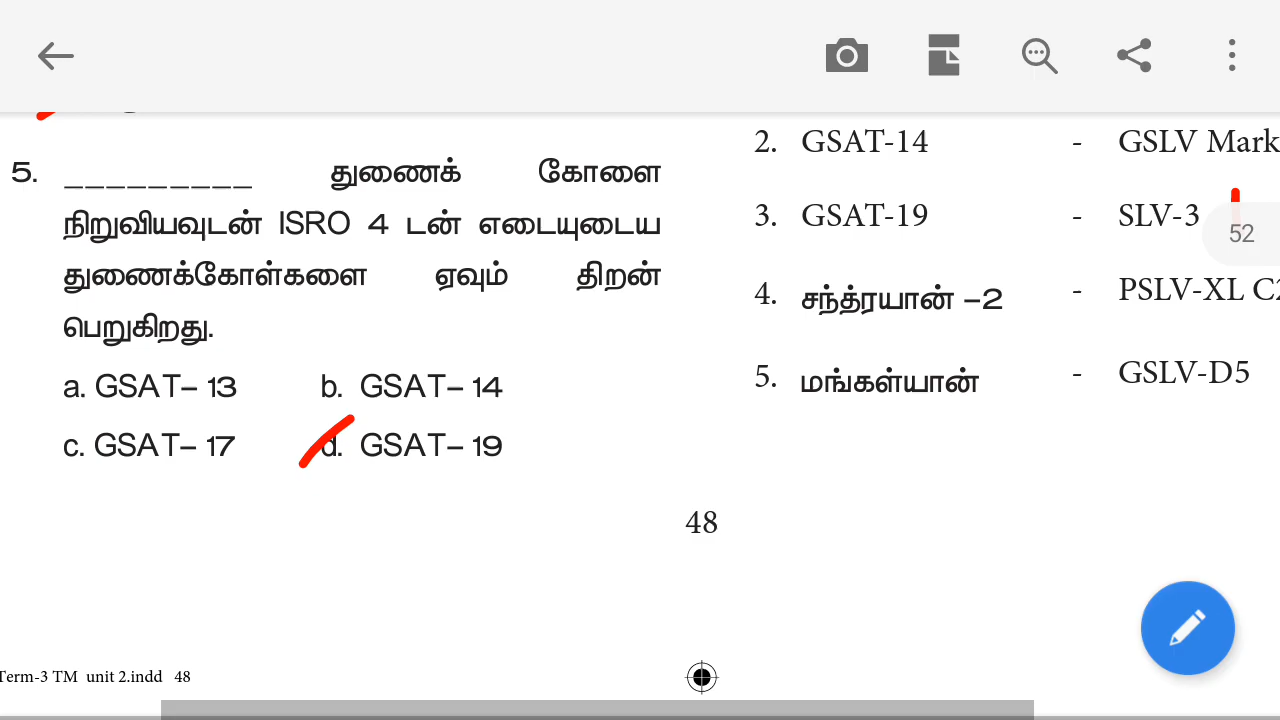 5. _________ துணைக் கோளை
நிறுவியவுடன் ISRO 4 டன் எடையுடைய
துணைக்கோள்களை ஏவும் திறன்
பெறுகிறது.
a. GSAT– 13 b. GSAT– 14
c. GSAT– 17 d. GSAT– 19
2. GSAT-14 - GSLV Mark
3. GSAT-19 - SLV-3
52
4. சந்த்ரயான் –2 - PSLV-XL C2
5. மங்கள்யான் - GSLV-D5
48
Term-3 TM unit 2.indd 48